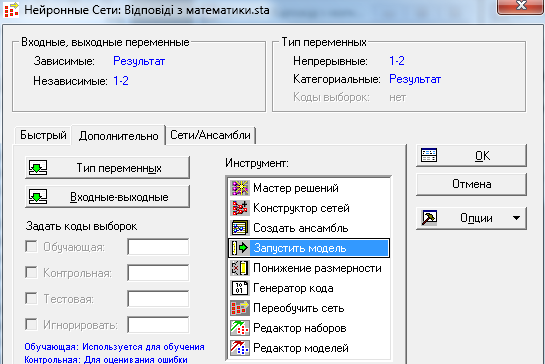 Нейронные Сети: Відповіді з математики.sta
Входные, выходные переменные
Зависимые: Результат
Независимые: 1-2
Тип переменных
Непрерывные: 1-2
Категориальные: Результат
Коды выборок: нет
Быстрый Дополнительно Сети/Ансамбли
Тип переменных
Входные-выходные
Задать коды выборок
Обучающая:
Контрольная:
Тестовая:
Игнорировать:
Обучающая: Используется для обучения
Контрольная: Для оценивания ошибки
Инструмент:
Мастер решений
Конструктор сетей
Создать ансамбль
Запустить модель
Понижение размерности
Генератор кода
Переобучить сеть
Редактор наборов
Редактор моделей
OK
Отмена
Опции